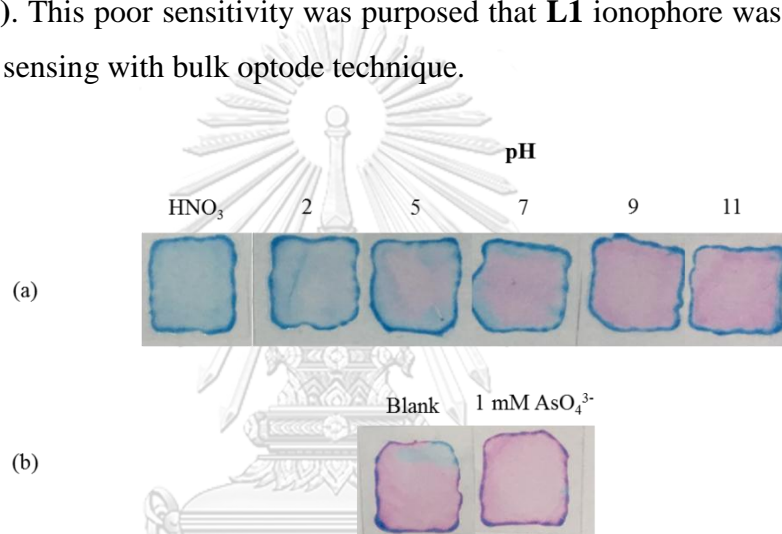 ). This poor sensitivity was purposed that L1 ionophore was
sensing with bulk optode technique.
pH
HNO₃ 2 5 7 9 11
(a)
Blank 1 mM AsO₄³⁻
(b)